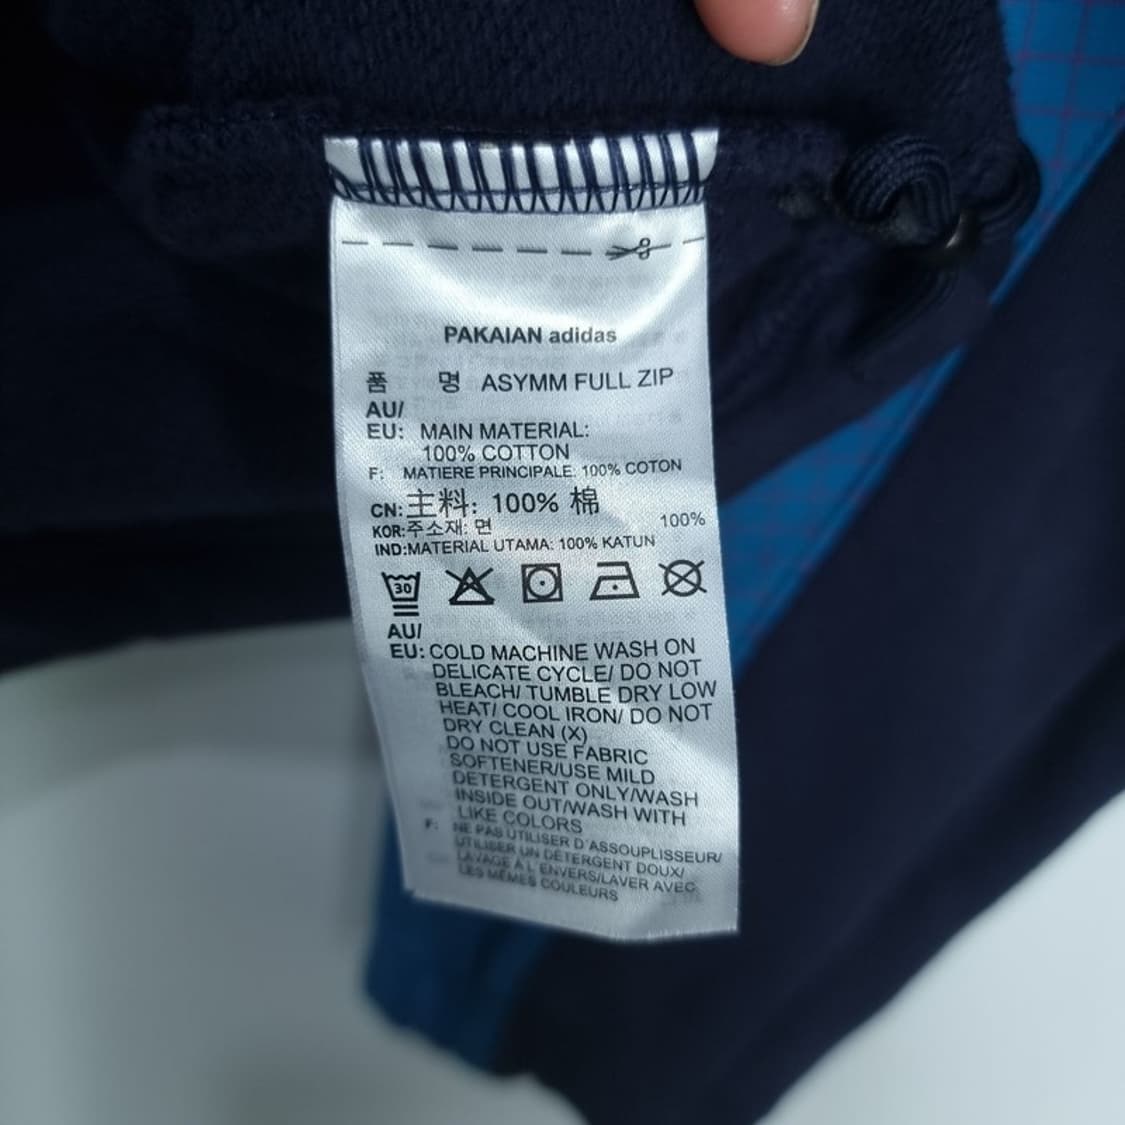 PAKAIAN adidas
품 명 ASYMM FULL ZIP
AU/
EU: MAIN MATERIAL:
100% COTTON
F: MATIERE PRINCIPALE: 100% COTON
CN: 主料: 100% 棉
KOR: 주소재: 면 100%
IND: MATERIAL UTAMA: 100% KATUN
30
AU/
EU: COLD MACHINE WASH ON
DELICATE CYCLE/ DO NOT
BLEACH/ TUMBLE DRY LOW
HEAT/ COOL IRON/ DO NOT
DRY CLEAN (X)
DO NOT USE FABRIC
SOFTENER/USE MILD
DETERGENT ONLY/WASH
INSIDE OUT/WASH WITH
LIKE COLORS
F: NE PAS UTILISER D'ASSOUPLISSEUR/
UTILISER UN DÉTERGENT DOUX/
LAVAGE À L'ENVERS/LAVER AVEC
LES MÊMES COULEURS